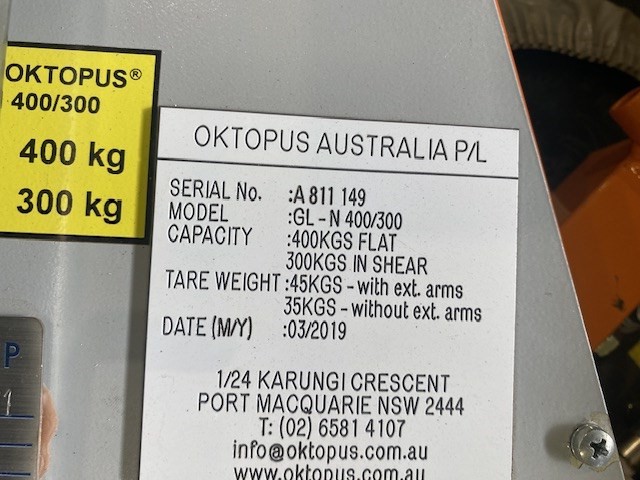 OKTOPUS®
400/300
400 kg
300 kg
OKTOPUS AUSTRALIA P/L
SERIAL No. :A 811 149
MODEL :GL - N 400/300
CAPACITY :400KGS FLAT
300KGS IN SHEAR
TARE WEIGHT :45KGS - with ext. arms
35KGS - without ext. arms
DATE (M/Y) :03/2019
1/24 KARUNGI CRESCENT
PORT MACQUARIE NSW 2444
T: (02) 6581 4107
info@oktopus.com.au
www.oktopus.com.au
P
1